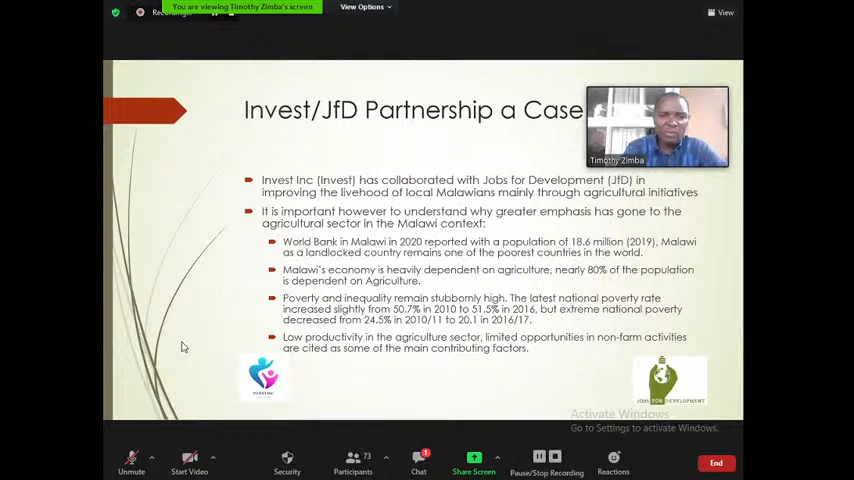 You are viewing Timothy Zimba's screen
View Options
View
Invest/JfD Partnership a Case
Timothy Zimba
Invest Inc (Invest) has collaborated with Jobs for Development (JfD) in
improving the livehood of local Malawians mainly through agricultural initiatives
It is important however to understand why greater emphasis has gone to the
agricultural sector in the Malawi context:
World Bank in Malawi in 2020 reported with a population of 18.6 million (2019), Malawi
as a landlocked country remains one of the poorest countries in the world.
Malawi's economy is heavily dependent on agriculture, nearly 80% of the population
is dependent on Agriculture.
Poverty and inequality remain stubbornly high. The latest national poverty rate
increased slightly from 50.7% in 2010 to 51.5% in 2016, but extreme national poverty
decreased from 24.5% in 2010/11 to 20.1 in 2016/17.
Low productivity in the agriculture sector, limited opportunities in non-farm activities
are cited as some of the main contributing factors.
INVEST INC
JOBS FOR DEVELOPMENT
Activate Windows
Go to Settings to activate Windows.
Unmute
Start Video
Security
73
Participants
1
Chat
Share Screen
Pause/Stop Recording
Reactions
End